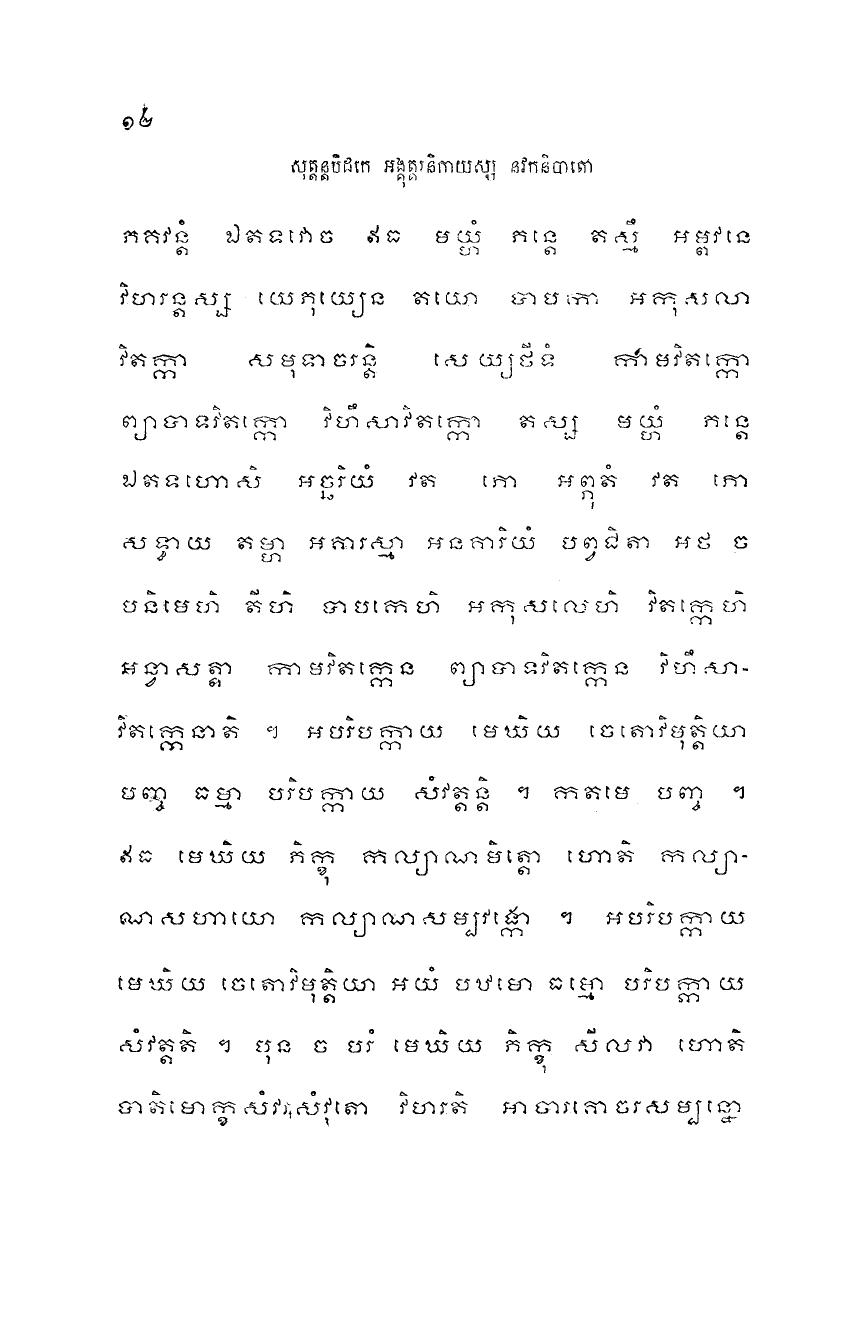 ១២
សុត្តន្តបិដកេ អង្គុត្តរនិកាយស្ស នវកនិបាតោ
ភគវន្តំ ឯតទវោច ឥធ មយ្ហំ ភន្តេ តស្មឹ អម្ពវនេ
វិហរន្តស្ស យេភុយ្យេន តយោ បាបកា អកុសលា
វិតក្កា សមុទាចរន្តិ សេយ្យថីទំ កាមវិតក្កោ
ព្យាបាទវិតក្កោ វិហឹសាវិតក្កោ តស្ស មយ្ហំ ភន្តេ
ឯតទហោសិ អច្ឆរិយំ វត ភោ អព្ភុតំ វត ភោ
សទ្ធាយ តម្ហា អគារស្មា អនគារិយំ បព្វជិតា អថ ច
បនិមេហិ តីហិ បាបកេហិ អកុសលេហិ វិតក្កេហិ
អន្វាសត្តា កាមវិតក្កេន ព្យាបាទវិតក្កេន វិហឹសា-
វិតក្កេនាតិ ។ អបរិបក្កាយ មេឃិយ ចេតោវិមុត្តិយា
បញ្ច ធម្មា បរិបក្កាយ សំវត្តន្តិ ។ កតមេ បញ្ច ។
ឥធ មេឃិយ ភិក្ខុ កល្យាណមិត្តោ ហោតិ កល្យា-
ណសហាយោ កល្យាណសម្បវង្កោ ។ អបរិបក្កាយ
មេឃិយ ចេតោវិមុត្តិយា អយំ បឋមោ ធម្មោ បរិបក្កាយ
សំវត្តតិ ។ បុន ច បរំ មេឃិយ ភិក្ខុ សីលវា ហោតិ
បាតិមោក្ខសំវរសំវុតោ វិហរតិ អាចារគោចរសម្បន្នោ